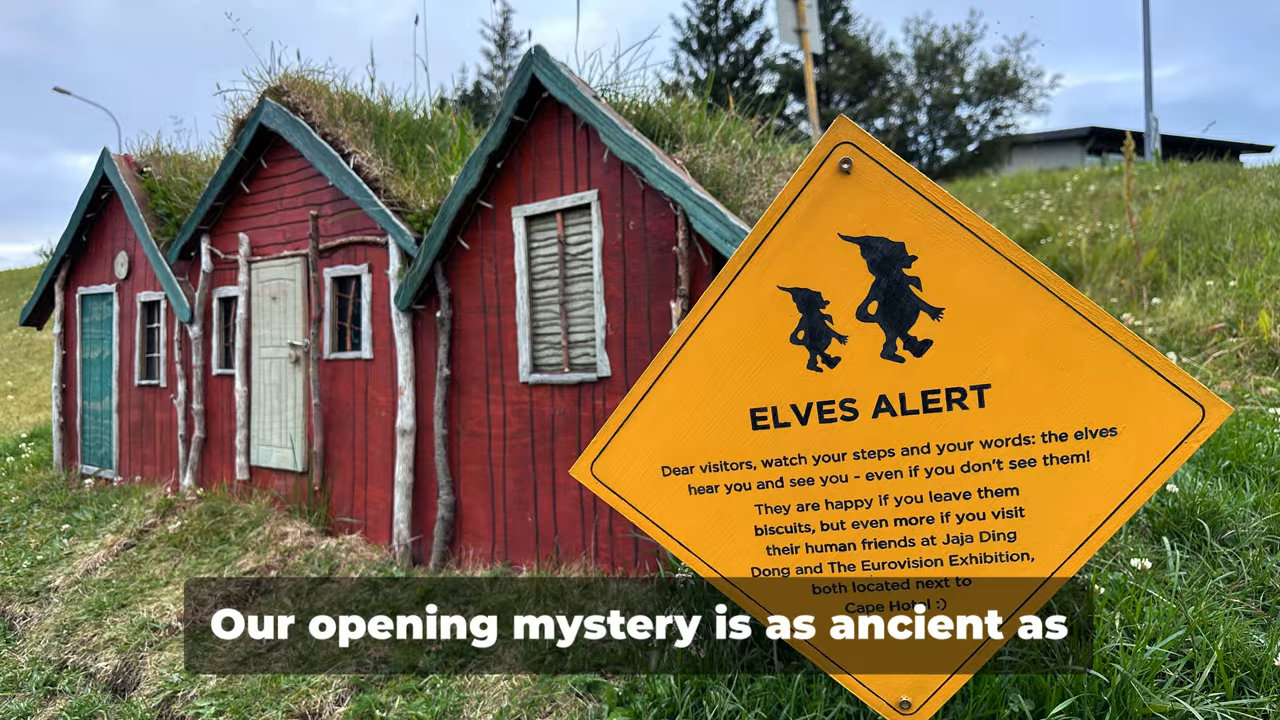 ELVES ALERT
Dear visitors, watch your steps and your words: the elves
hear you and see you - even if you don't see them!
They are happy if you leave them
biscuits, but even more if you visit
their human friends at Jaja Ding
Dong and The Eurovision Exhibition,
both located next to
Cape Hotel :)
Our opening mystery is as ancient as